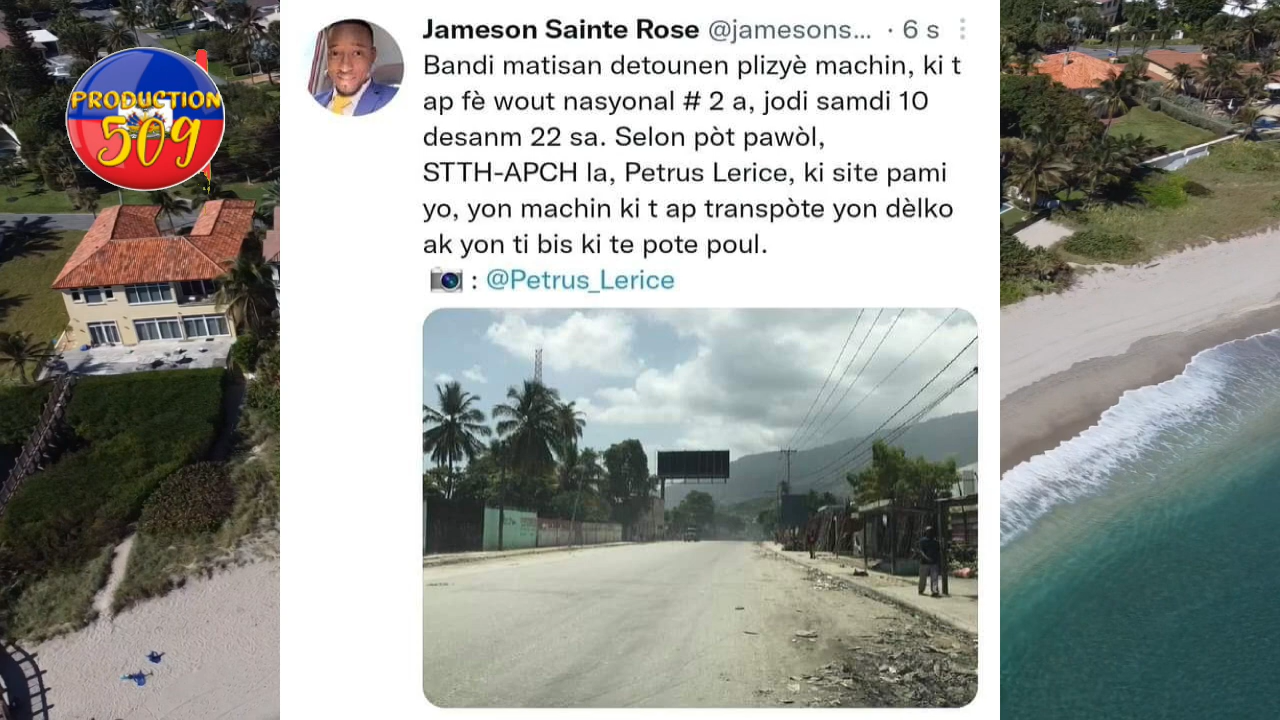 PRODUCTION
509
Jameson Sainte Rose @jamesons... · 6 s
Bandi matisan detounen plizyè machin, ki t
ap fè wout nasyonal # 2 a, jodi samdi 10
desanm 22 sa. Selon pòt pawòl,
STTH-APCH la, Petrus Lerice, ki site pami
yo, yon machin ki t ap transpòte yon dèlko
ak yon ti bis ki te pote poul.
📷 : @Petrus_Lerice